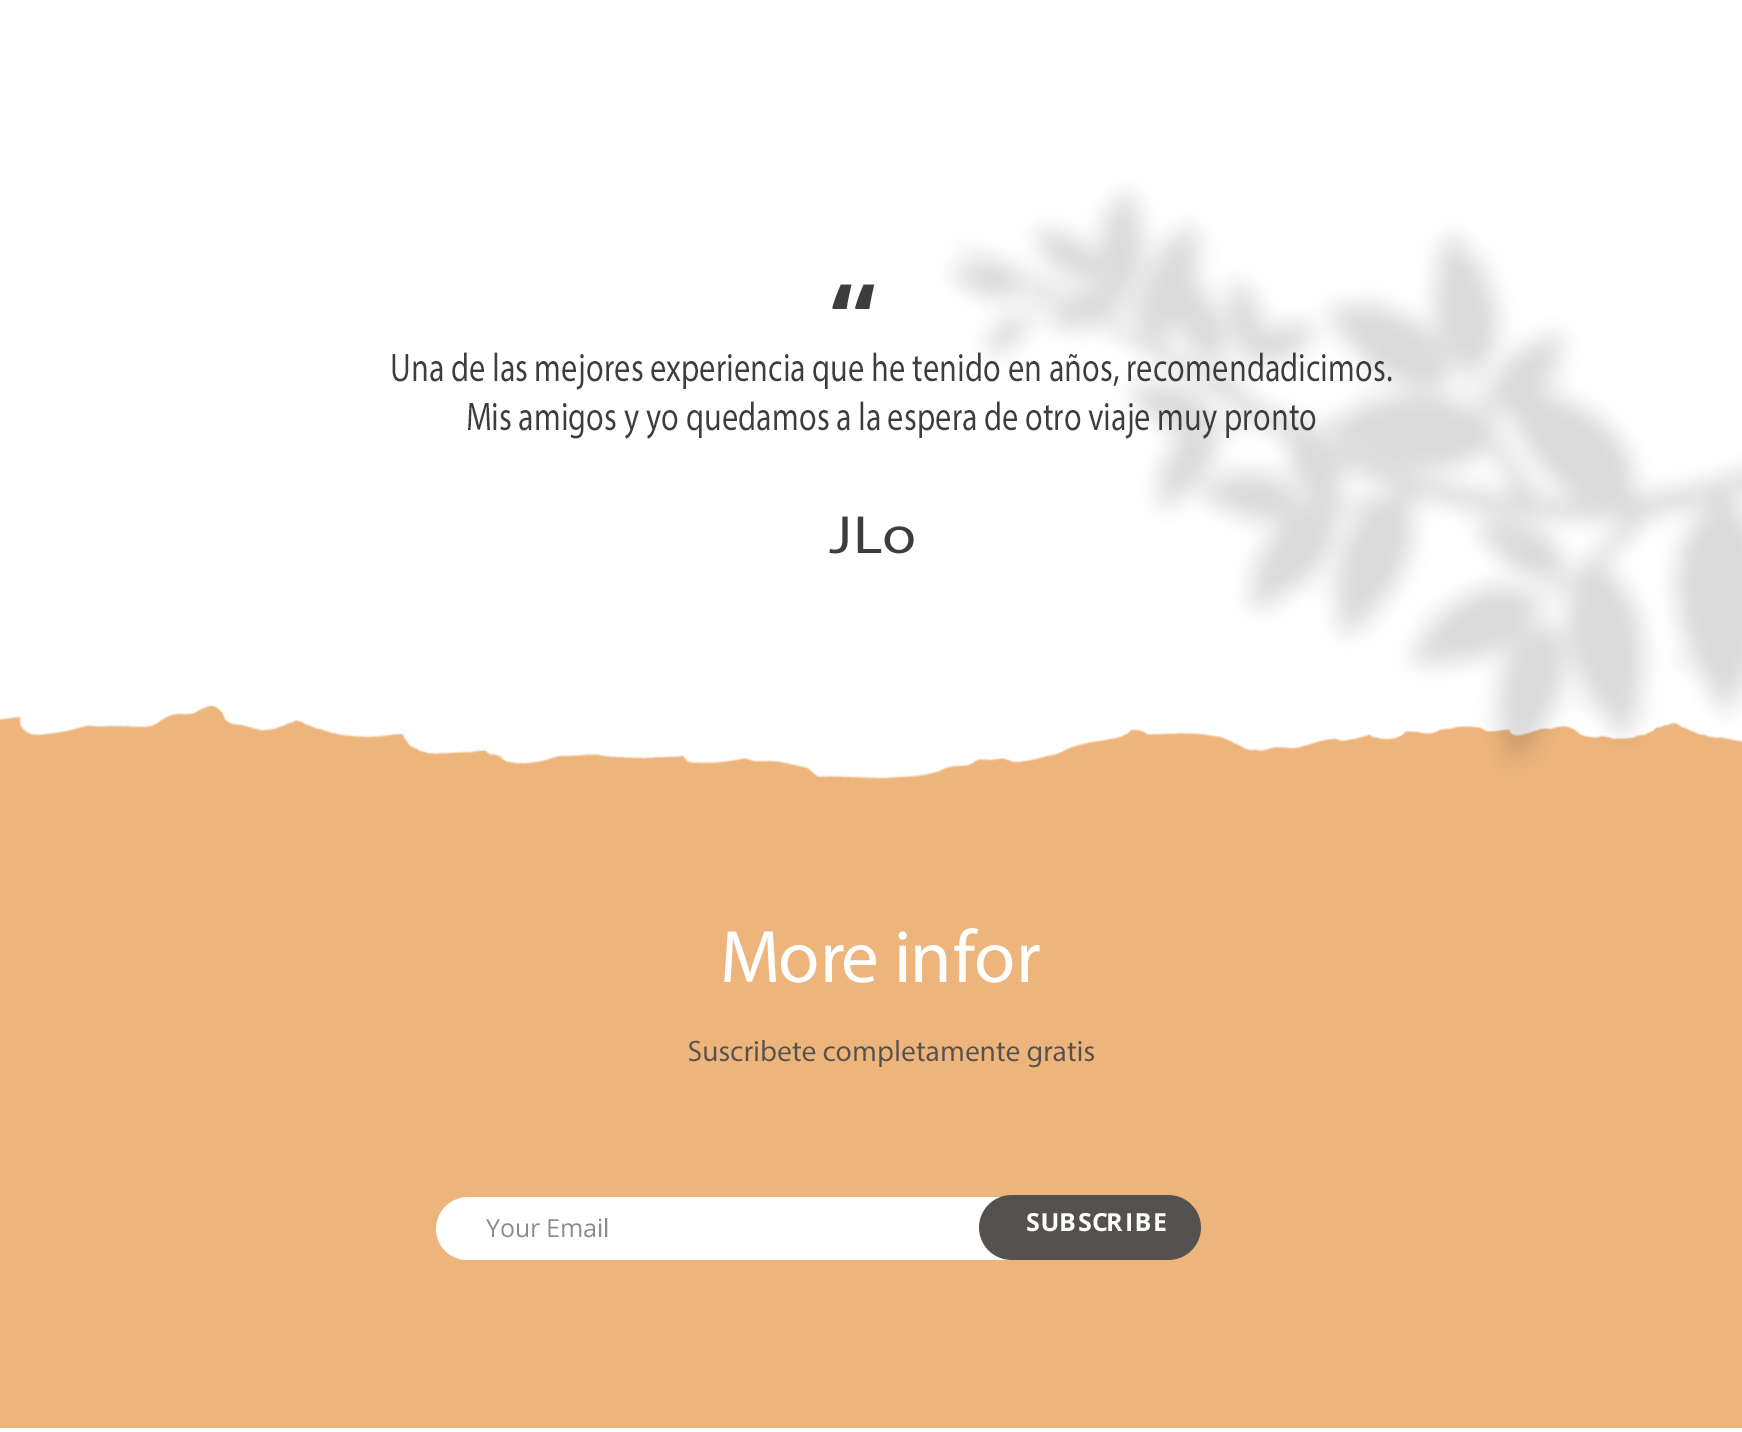 “
Una de las mejores experiencia que he tenido en años, recomendadicimos.
Mis amigos y yo quedamos a la espera de otro viaje muy pronto
JLo
More infor
Suscribete completamente gratis
Your Email
SUBSCRIBE